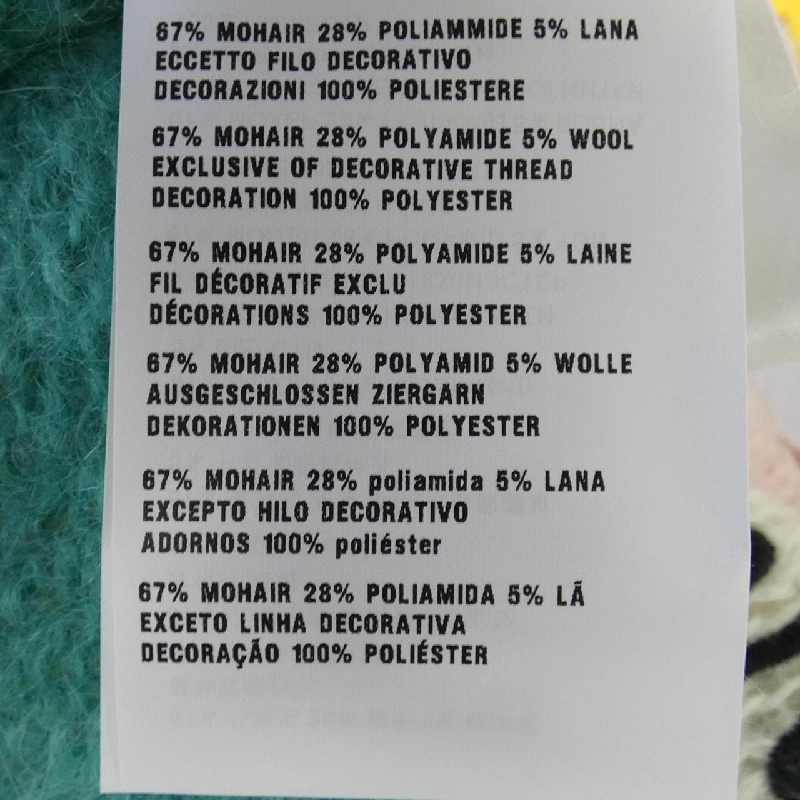 67% MOHAIR 28% POLIAMMIDE 5% LANA
ECCETTO FILO DECORATIVO
DECORAZIONI 100% POLIESTERE
67% MOHAIR 28% POLYAMIDE 5% WOOL
EXCLUSIVE OF DECORATIVE THREAD
DECORATION 100% POLYESTER
67% MOHAIR 28% POLYAMIDE 5% LAINE
FIL DÉCORATIF EXCLU
DÉCORATIONS 100% POLYESTER
67% MOHAIR 28% POLYAMID 5% WOLLE
AUSGESCHLOSSEN ZIERGARN
DEKORATIONEN 100% POLYESTER
67% MOHAIR 28% poliamida 5% LANA
EXCEPTO HILO DECORATIVO
ADORNOS 100% poliéster
67% MOHAIR 28% POLIAMIDA 5% LÃ
EXCETO LINHA DECORATIVA
DECORAÇÃO 100% POLIÉSTER